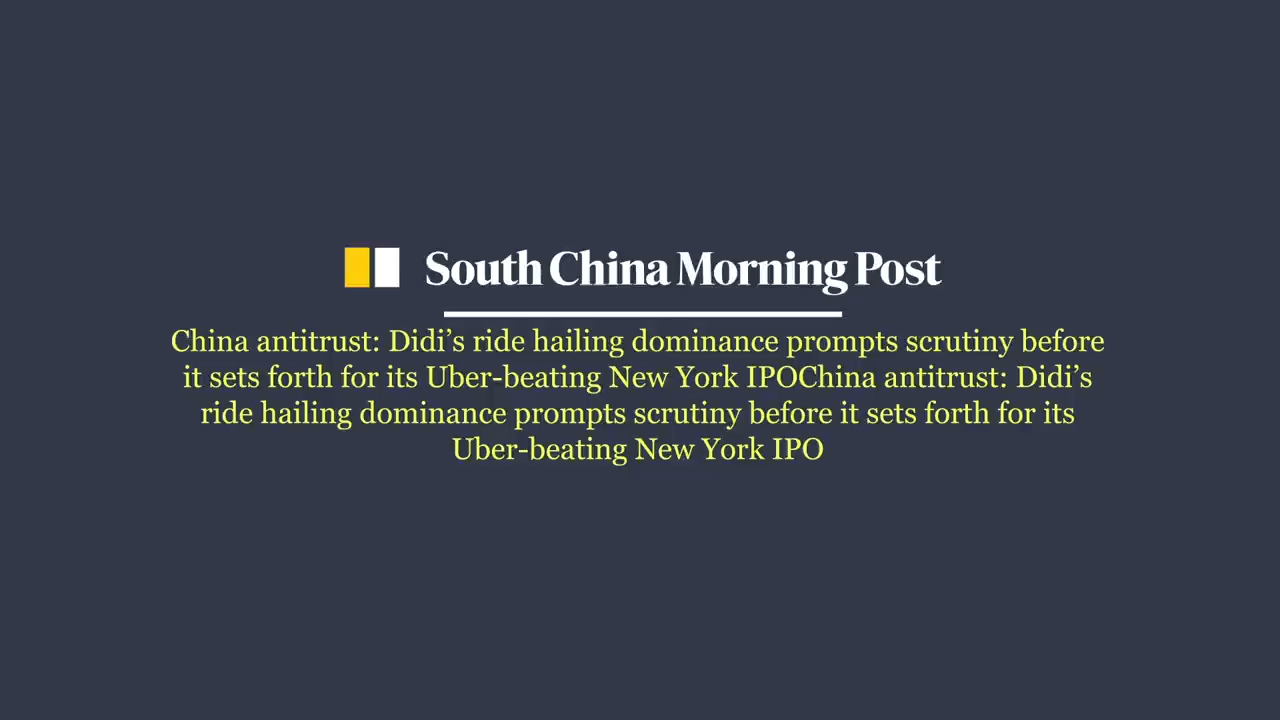 South China Morning Post
China antitrust: Didi’s ride hailing dominance prompts scrutiny before
it sets forth for its Uber-beating New York IPOChina antitrust: Didi’s
ride hailing dominance prompts scrutiny before it sets forth for its
Uber-beating New York IPO